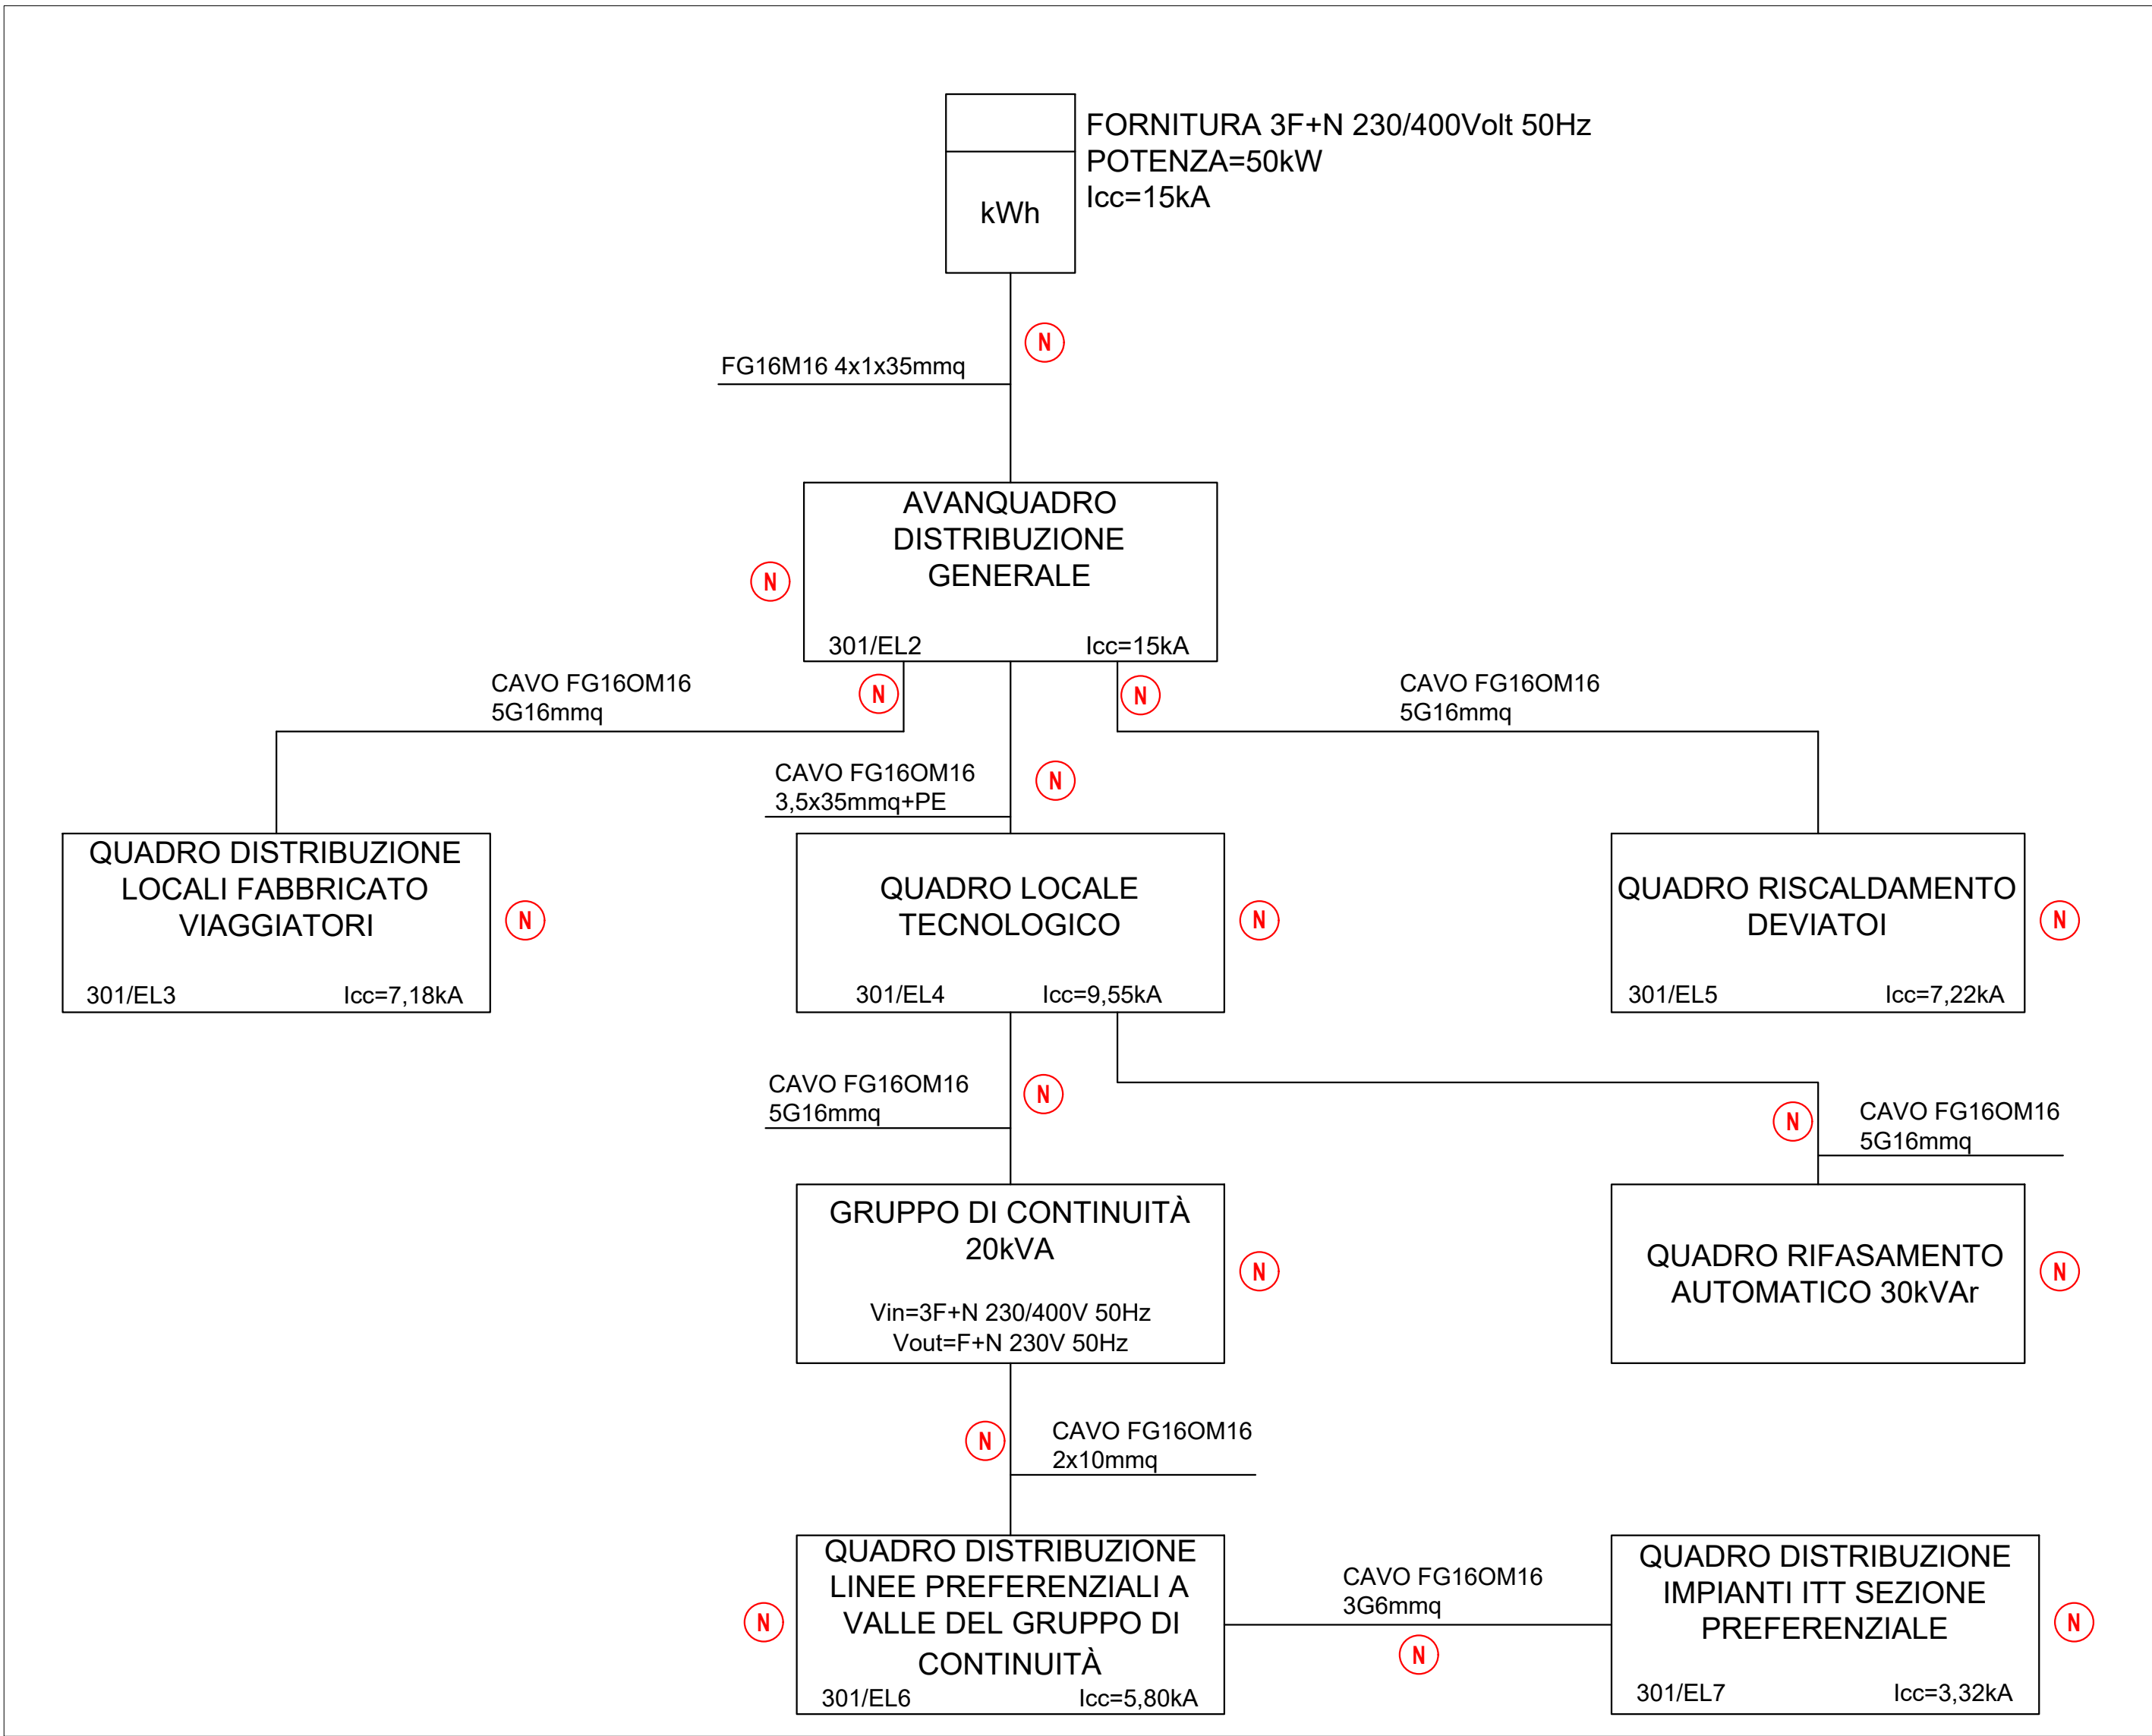 FORNITURA 3F+N 230/400Volt 50Hz
POTENZA=50kW
Icc=15kA
kWh
N
FG16M16 4x1x35mmq
AVANQUADRO
DISTRIBUZIONE
GENERALE
N
301/EL2 Icc=15kA
CAVO FG16OM16
5G16mmq
N
N
CAVO FG16OM16
5G16mmq
CAVO FG16OM16
3,5x35mmq+PE
N
QUADRO DISTRIBUZIONE
LOCALI FABBRICATO
VIAGGIATORI
301/EL3 Icc=7,18kA
N
QUADRO LOCALE
TECNOLOGICO
301/EL4 Icc=9,55kA
N
QUADRO RISCALDAMENTO
DEVIATOI
301/EL5 Icc=7,22kA
N
CAVO FG16OM16
5G16mmq
N
N
CAVO FG16OM16
5G16mmq
GRUPPO DI CONTINUITÀ
20kVA
Vin=3F+N 230/400V 50Hz
Vout=F+N 230V 50Hz
N
QUADRO RIFASAMENTO
AUTOMATICO 30kVAr
N
N
CAVO FG16OM16
2x10mmq
N
QUADRO DISTRIBUZIONE
LINEE PREFERENZIALI A
VALLE DEL GRUPPO DI
CONTINUITÀ
301/EL6 Icc=5,80kA
CAVO FG16OM16
3G6mmq
N
QUADRO DISTRIBUZIONE
IMPIANTI ITT SEZIONE
PREFERENZIALE
301/EL7 Icc=3,32kA
N